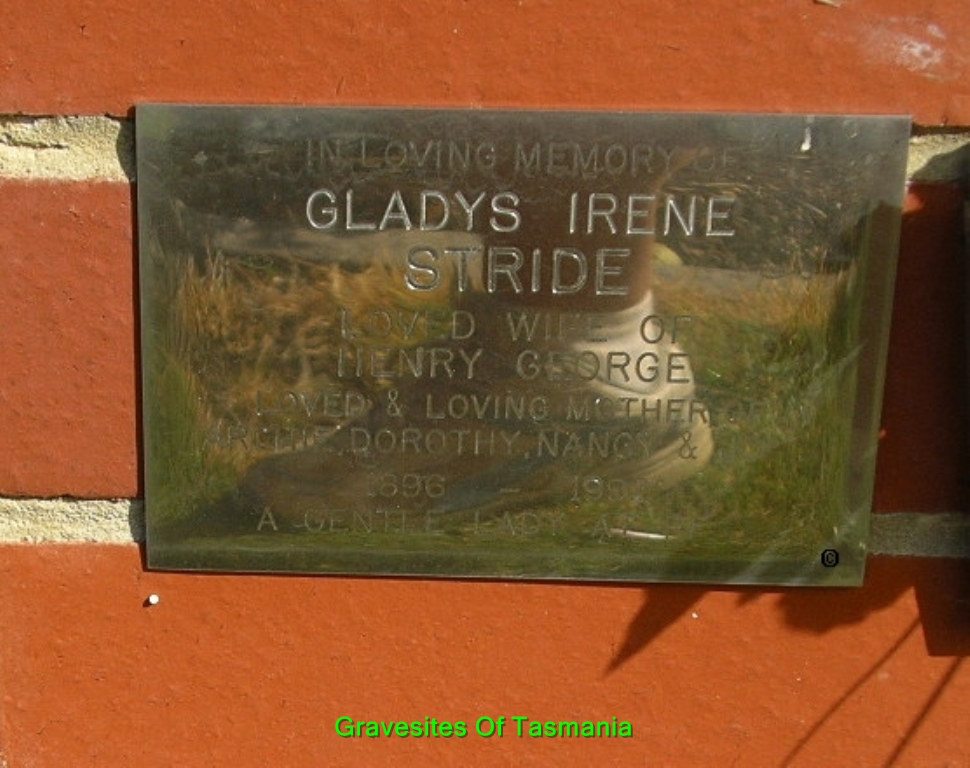 IN LOVING MEMORY OF
GLADYS IRENE
STRIDE
LOVED WIFE OF
HENRY GEORGE
LOVED & LOVING MOTHER OF
DOROTHY, NANCY &
1896 -
A GENTLE LADY
©
Gravesites Of Tasmania